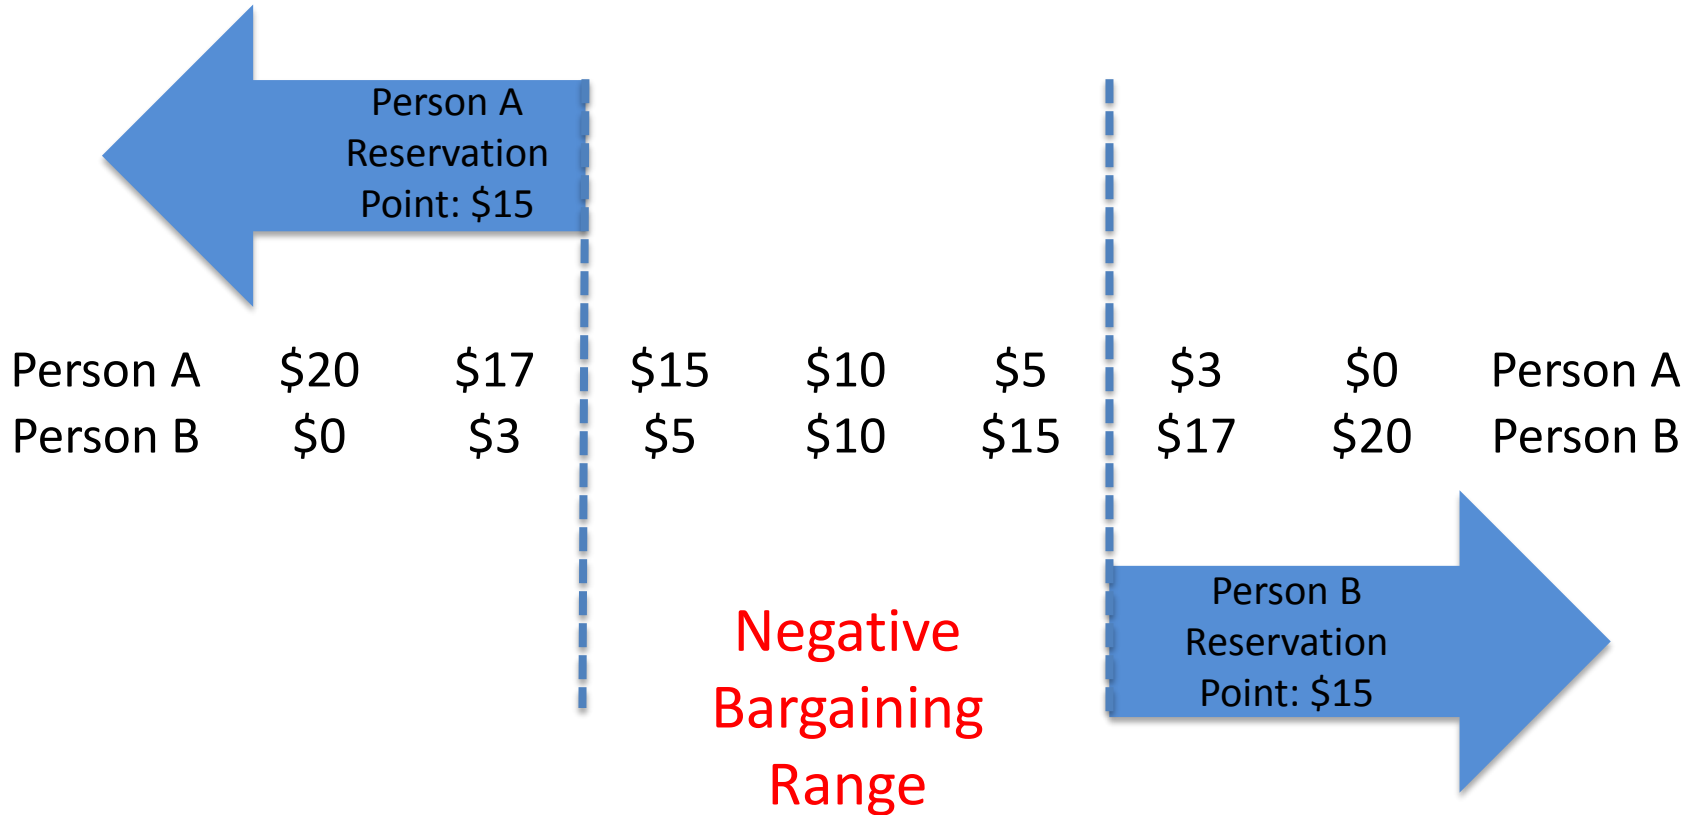 Person A
Reservation
Point: $15
Person A $20 $17 $15 $10 $5 $3 $0 Person A
Person B $0 $3 $5 $10 $15 $17 $20 Person B
Negative
Bargaining
Range
Person B
Reservation
Point: $15